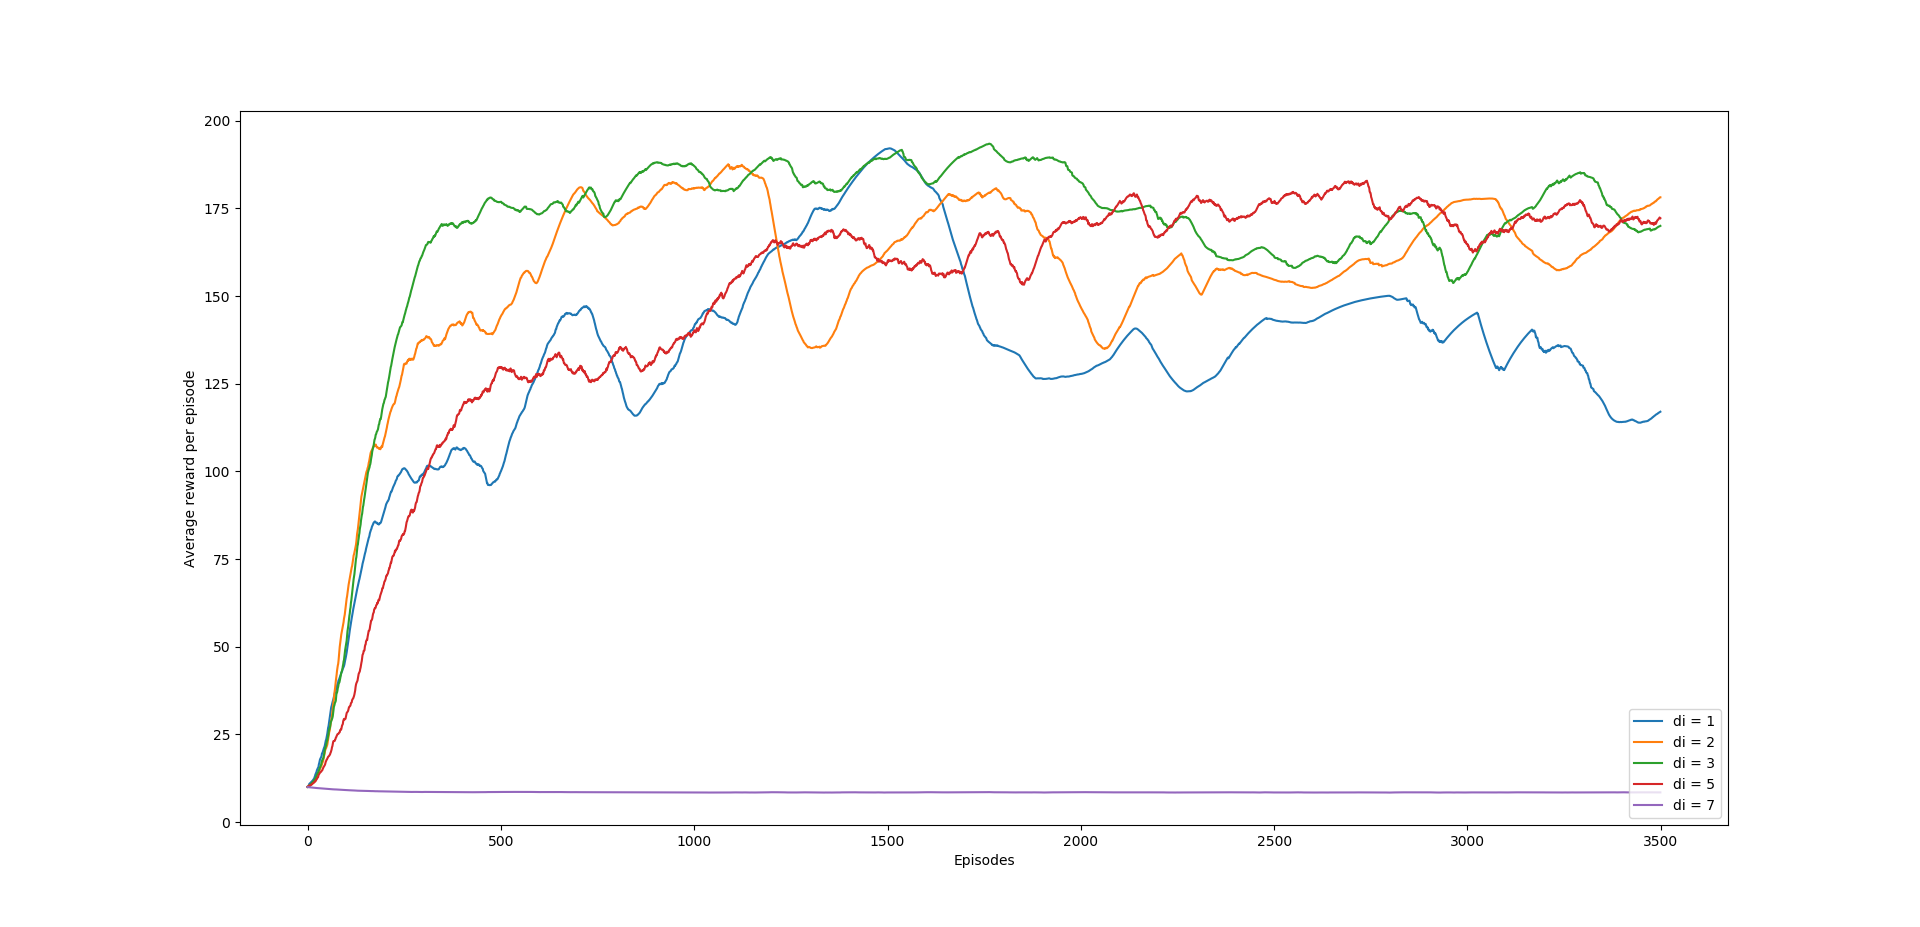 200
175
150
125
100
75
50
25
0
Average reward per episode
0 500 1000 1500 2000 2500 3000 3500
Episodes
di = 1
di = 2
di = 3
di = 5
di = 7